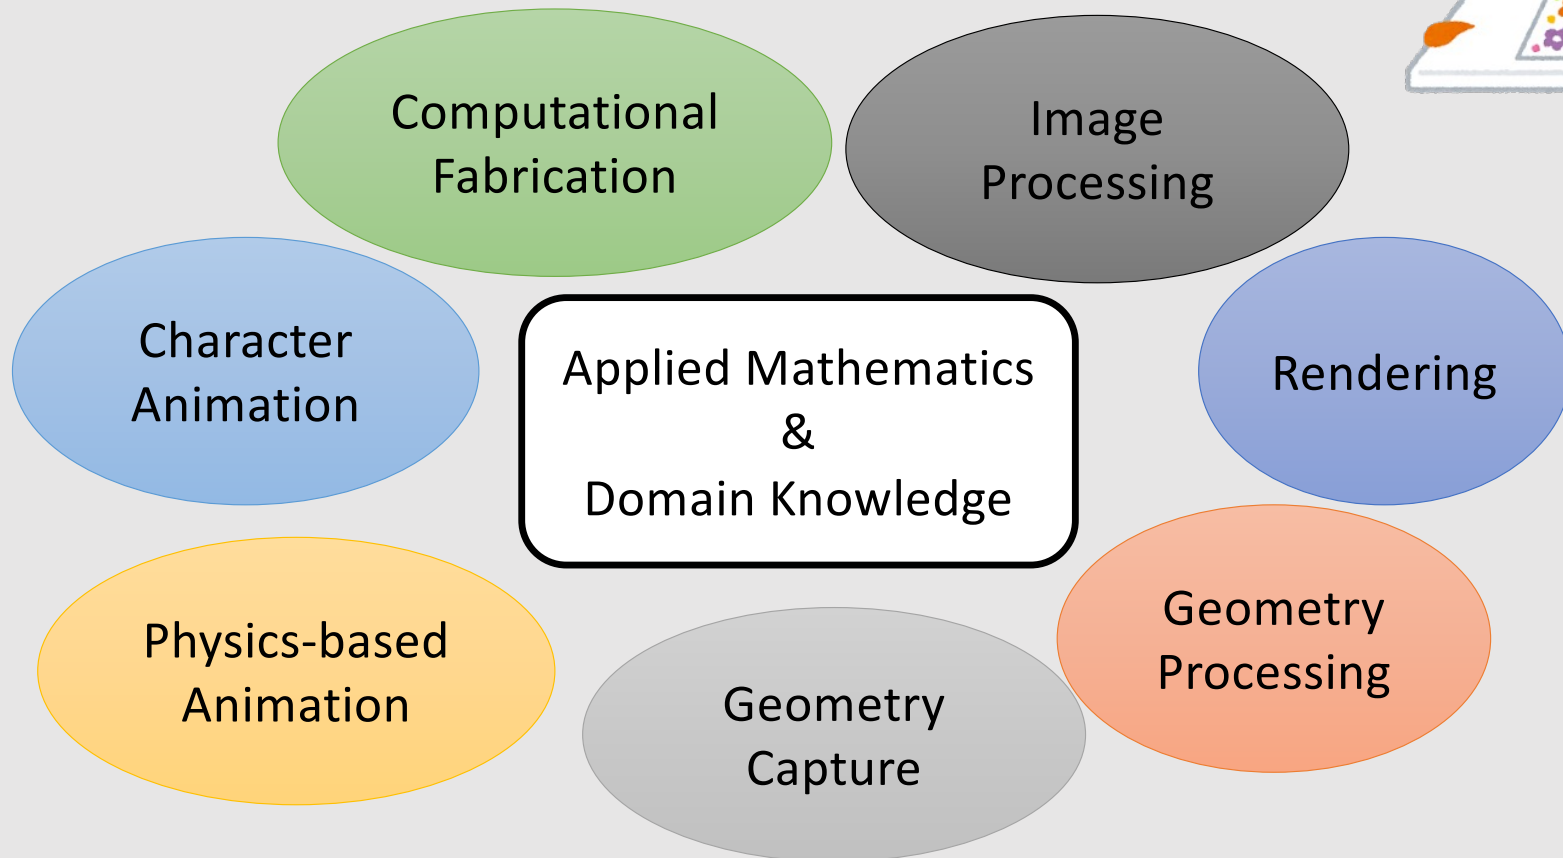 Computational
Fabrication
Image
Processing
Character
Animation
Applied Mathematics
&
Domain Knowledge
Rendering
Physics-based
Animation
Geometry
Capture
Geometry
Processing